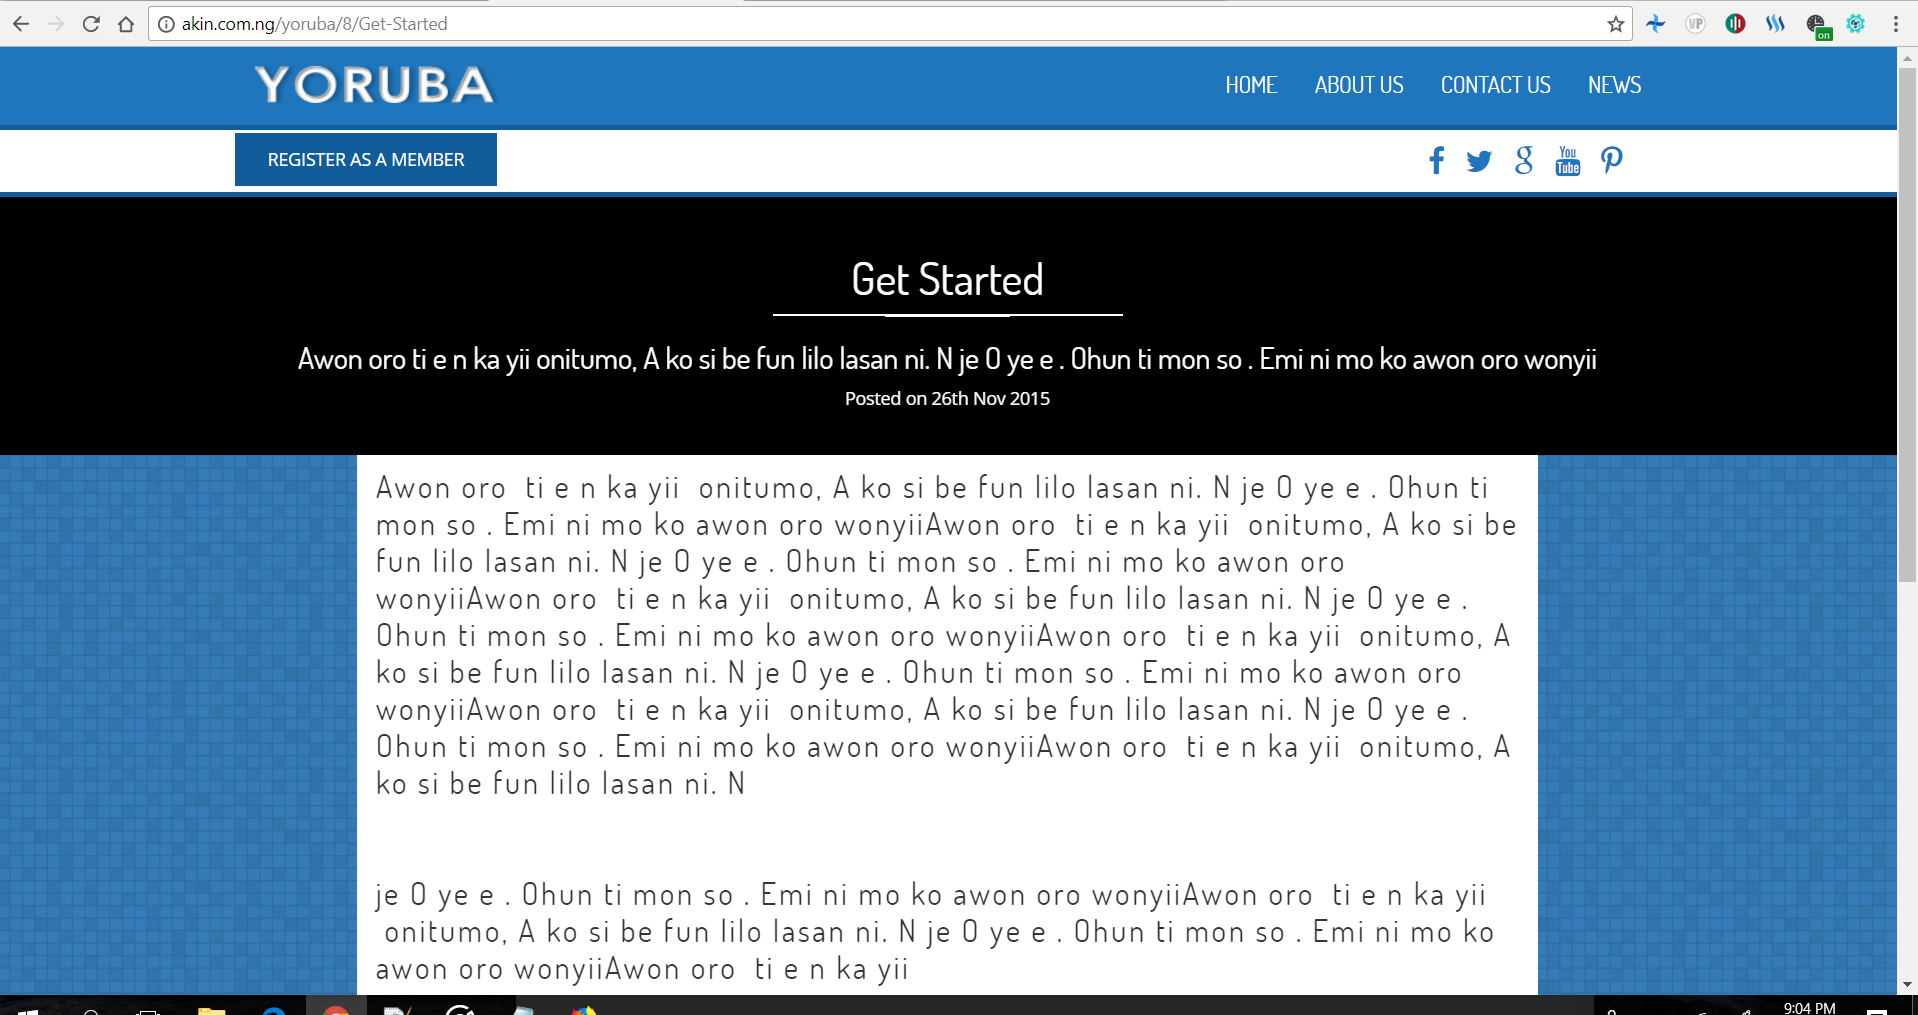 akin.com.ng/yoruba/8/Get-Started
VP
on
YORUBA
HOME ABOUT US CONTACT US NEWS
REGISTER AS A MEMBER
You
Tube
Get Started
Awon oro ti e n ka yii onitumo, A ko si be fun lilo lasan ni. N je O ye e . Ohun ti mon so . Emi ni mo ko awon oro wonyii
Posted on 26th Nov 2015
Awon oro ti e n ka yii onitumo, A ko si be fun lilo lasan ni. N je O ye e . Ohun ti
mon so . Emi ni mo ko awon oro wonyiiAwon oro ti e n ka yii onitumo, A ko si be
fun lilo lasan ni. N je O ye e . Ohun ti mon so . Emi ni mo ko awon oro
wonyiiAwon oro ti e n ka yii onitumo, A ko si be fun lilo lasan ni. N je O ye e .
Ohun ti mon so . Emi ni mo ko awon oro wonyiiAwon oro ti e n ka yii onitumo, A
ko si be fun lilo lasan ni. N je O ye e . Ohun ti mon so . Emi ni mo ko awon oro
wonyiiAwon oro ti e n ka yii onitumo, A ko si be fun lilo lasan ni. N je O ye e .
Ohun ti mon so . Emi ni mo ko awon oro wonyiiAwon oro ti e n ka yii onitumo, A
ko si be fun lilo lasan ni. N
je O ye e . Ohun ti mon so . Emi ni mo ko awon oro wonyiiAwon oro ti e n ka yii
onitumo, A ko si be fun lilo lasan ni. N je O ye e . Ohun ti mon so . Emi ni mo ko
awon oro wonyiiAwon oro ti e n ka yii
9:04 PM